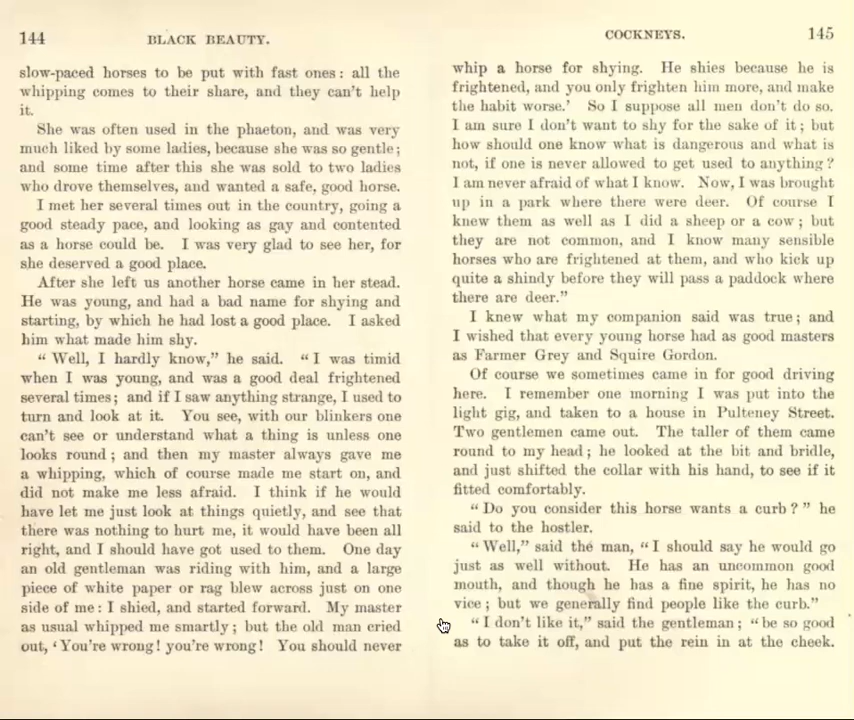 144
BLACK BEAUTY.
slow-paced horses to be put with fast ones: all the
whipping comes to their share, and they can't help
it.
She was often used in the phaeton, and was very
much liked by some ladies, because she was so gentle;
and some time after this she was sold to two ladies
who drove themselves, and wanted a safe, good horse.
I met her several times out in the country, going a
good steady pace, and looking as gay and contented
as a horse could be. I was very glad to see her, for
she deserved a good place.
After she left us another horse came in her stead.
He was young, and had a bad name for shying and
starting, by which he had lost a good place. I asked
him what made him shy.
"Well, I hardly know," he said. "I was timid
when I was young, and was a good deal frightened
several times; and if I saw anything strange, I used to
turn and look at it. You see, with our blinkers one
can't see or understand what a thing is unless one
looks round; and then my master always gave me
a whipping, which of course made me start on, and
did not make me less afraid. I think if he would
have let me just look at things quietly, and see that
there was nothing to hurt me, it would have been all
right, and I should have got used to them. One day
an old gentleman was riding with him, and a large
piece of white paper or rag blew across just on one
side of me: I shied, and started forward. My master
as usual whipped me smartly; but the old man cried
out, 'You're wrong! you're wrong! You should never
COCKNEYS.
145
whip a horse for shying. He shies because he is
frightened, and you only frighten him more, and make
the habit worse.' So I suppose all men don't do so.
I am sure I don't want to shy for the sake of it; but
how should one know what is dangerous and what is
not, if one is never allowed to get used to anything?
I am never afraid of what I know. Now, I was brought
up in a park where there were deer. Of course I
knew them as well as I did a sheep or a cow; but
they are not common, and I know many sensible
horses who are frightened at them, and who kick up
quite a shindy before they will pass a paddock where
there are deer."
I knew what my companion said was true; and
I wished that every young horse had as good masters
as Farmer Grey and Squire Gordon.
Of course we sometimes came in for good driving
here. I remember one morning I was put into the
light gig, and taken to a house in Pulteney Street.
Two gentlemen came out. The taller of them came
round to my head; he looked at the bit and bridle,
and just shifted the collar with his hand, to see if it
fitted comfortably.
"Do you consider this horse wants a curb?" he
said to the hostler.
"Well," said the man, "I should say he would go
just as well without. He has an uncommon good
mouth, and though he has a fine spirit, he has no
vice; but we generally find people like the curb."
"I don't like it," said the gentleman; "be so good
as to take it off, and put the rein in at the cheek.